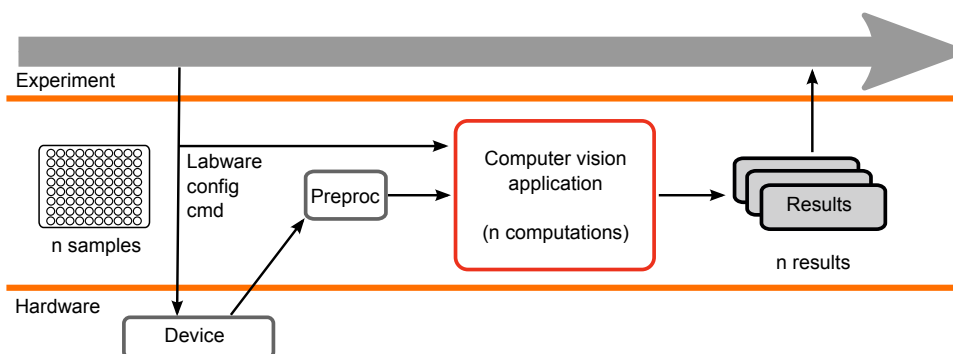 Experiment
Labware
config
cmd
n samples
Preproc
Computer vision
application
(n computations)
Results
n results
Hardware
Device